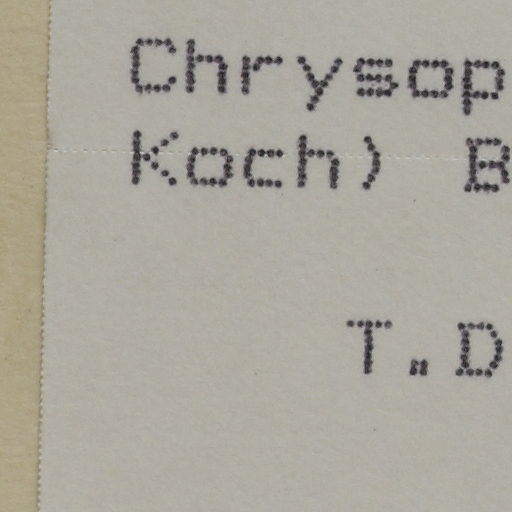 Chrysop
Koch) B
T.D